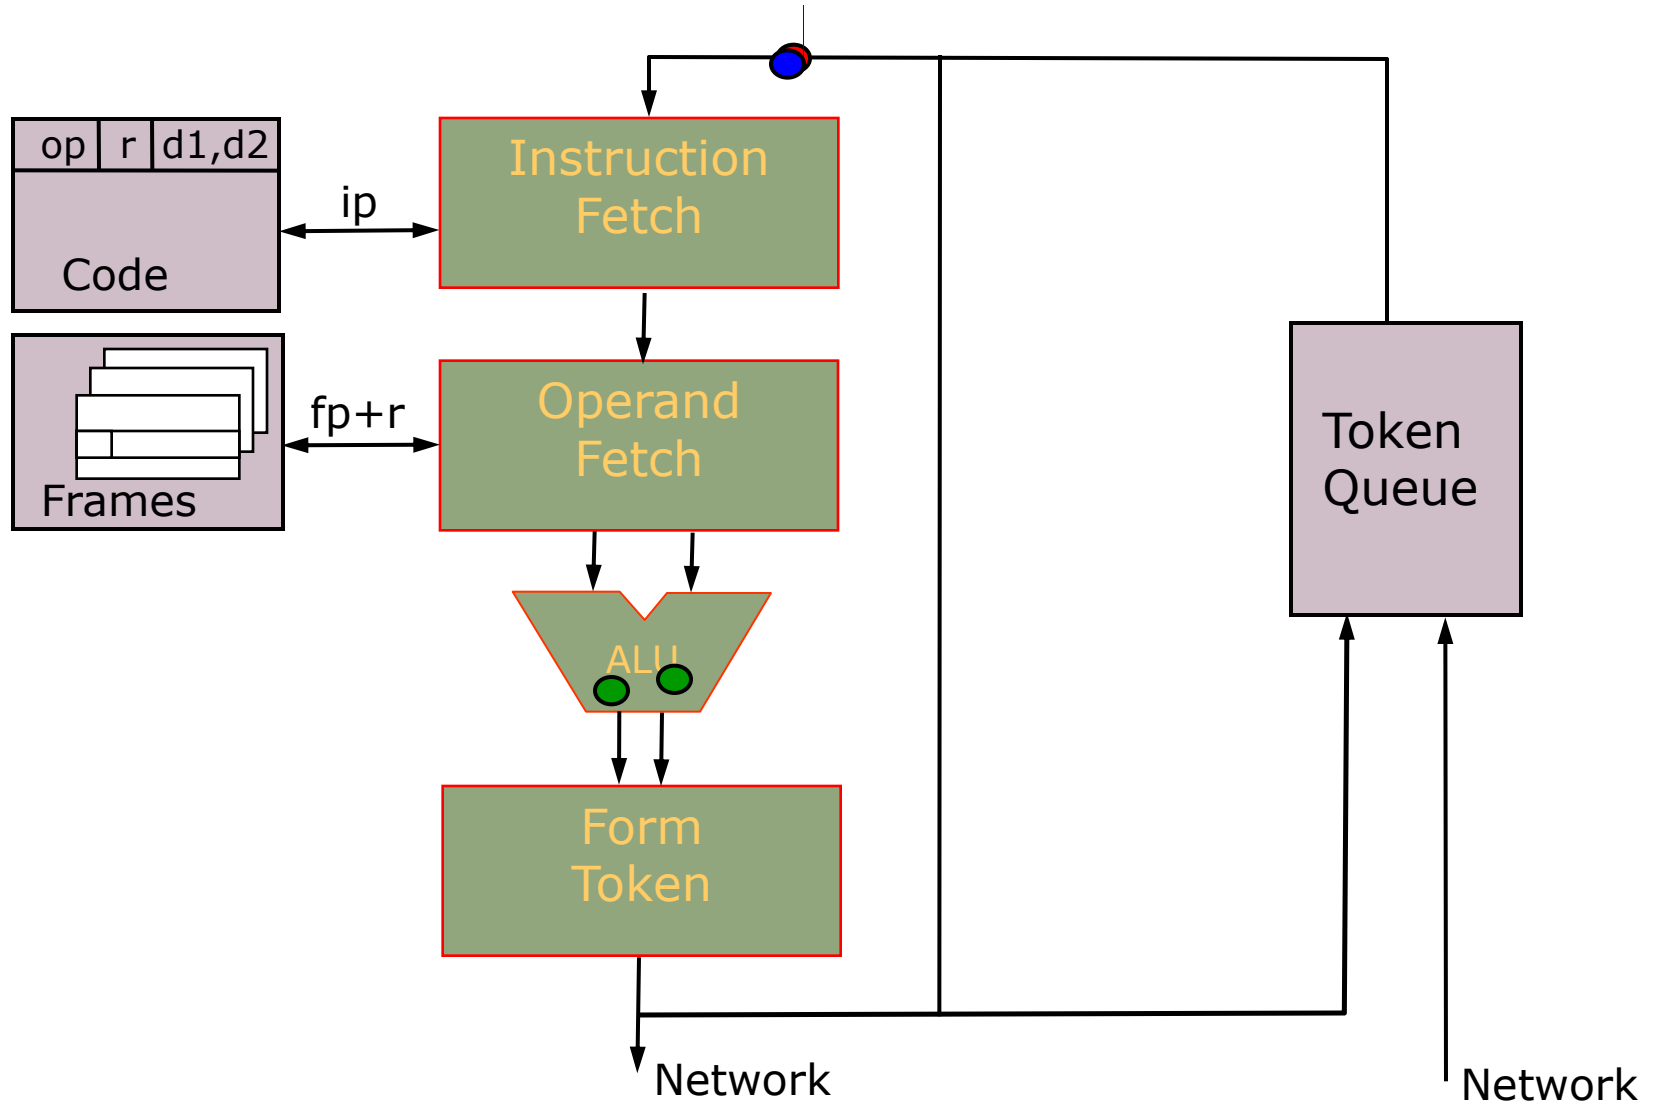 op r d1,d2
Code
ip
Instruction
Fetch
Frames
fp+r
Operand
Fetch
ALU
Form
Token
Token
Queue
Network
Network